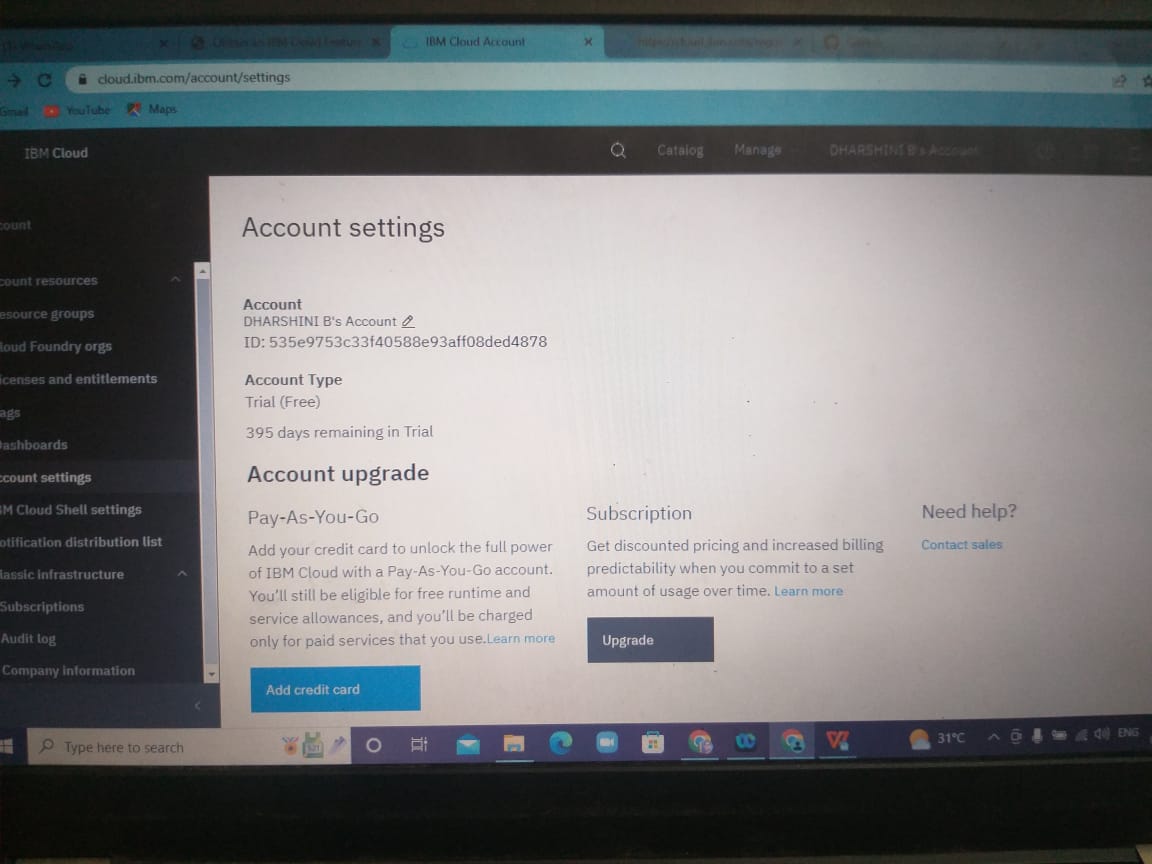 IBM Cloud Account
cloud.ibm.com/account/settings
Gmail
YouTube
Maps
IBM Cloud
Catalog
Manage
DHARSHINI B's Account
count
count resources
esource groups
loud Foundry orgs
icenses and entitlements
ags
Dashboards
ccount settings
BM Cloud Shell settings
otification distribution list
lassic infrastructure
Subscriptions
Audit log
Company information
Account settings
Account
DHARSHINI B's Account
ID: 535e9753c33f40588e93aff08ded4878
Account Type
Trial (Free)
395 days remaining in Trial
Account upgrade
Pay-As-You-Go
Add your credit card to unlock the full power
of IBM Cloud with a Pay-As-You-Go account.
You'll still be eligible for free runtime and
service allowances, and you'll be charged
only for paid services that you use.Learn more
Add credit card
Subscription
Get discounted pricing and increased billing
predictability when you commit to a set
amount of usage over time. Learn more
Upgrade
Need help?
Contact sales
Type here to search
31°C
ENG